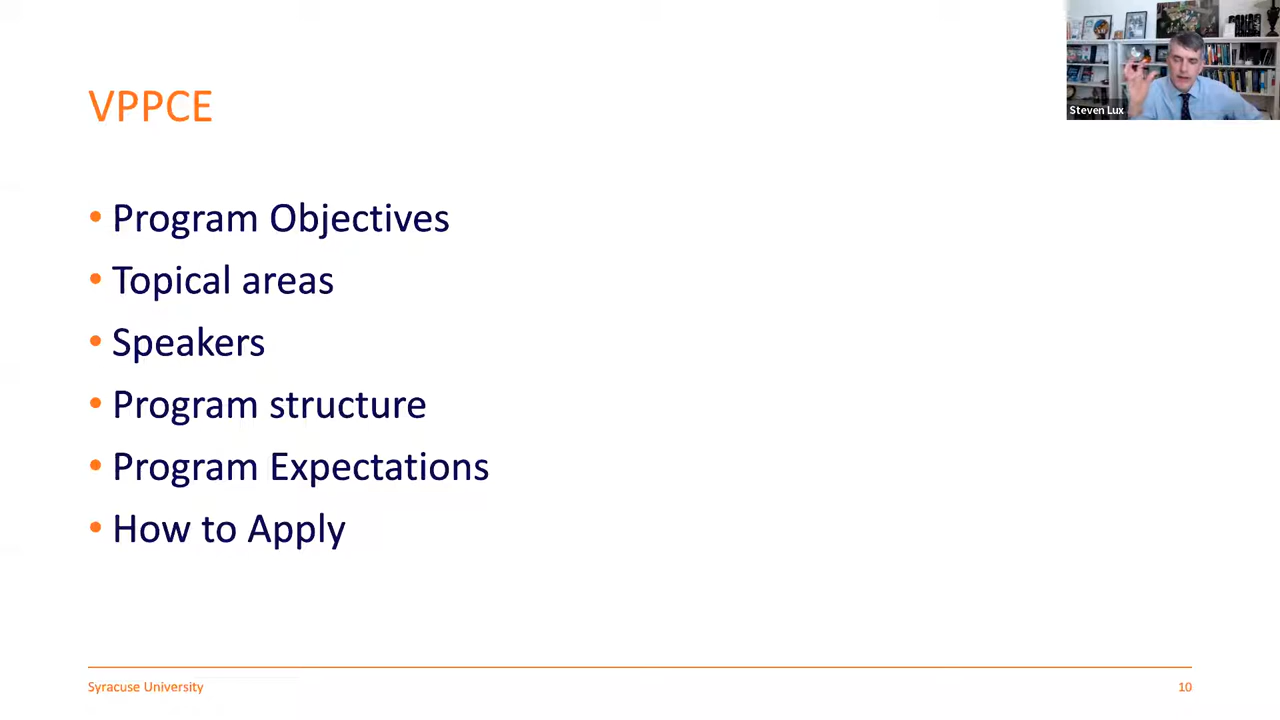 VPPCE
Steven Lux
• Program Objectives
• Topical areas
• Speakers
• Program structure
• Program Expectations
• How to Apply
Syracuse University
10